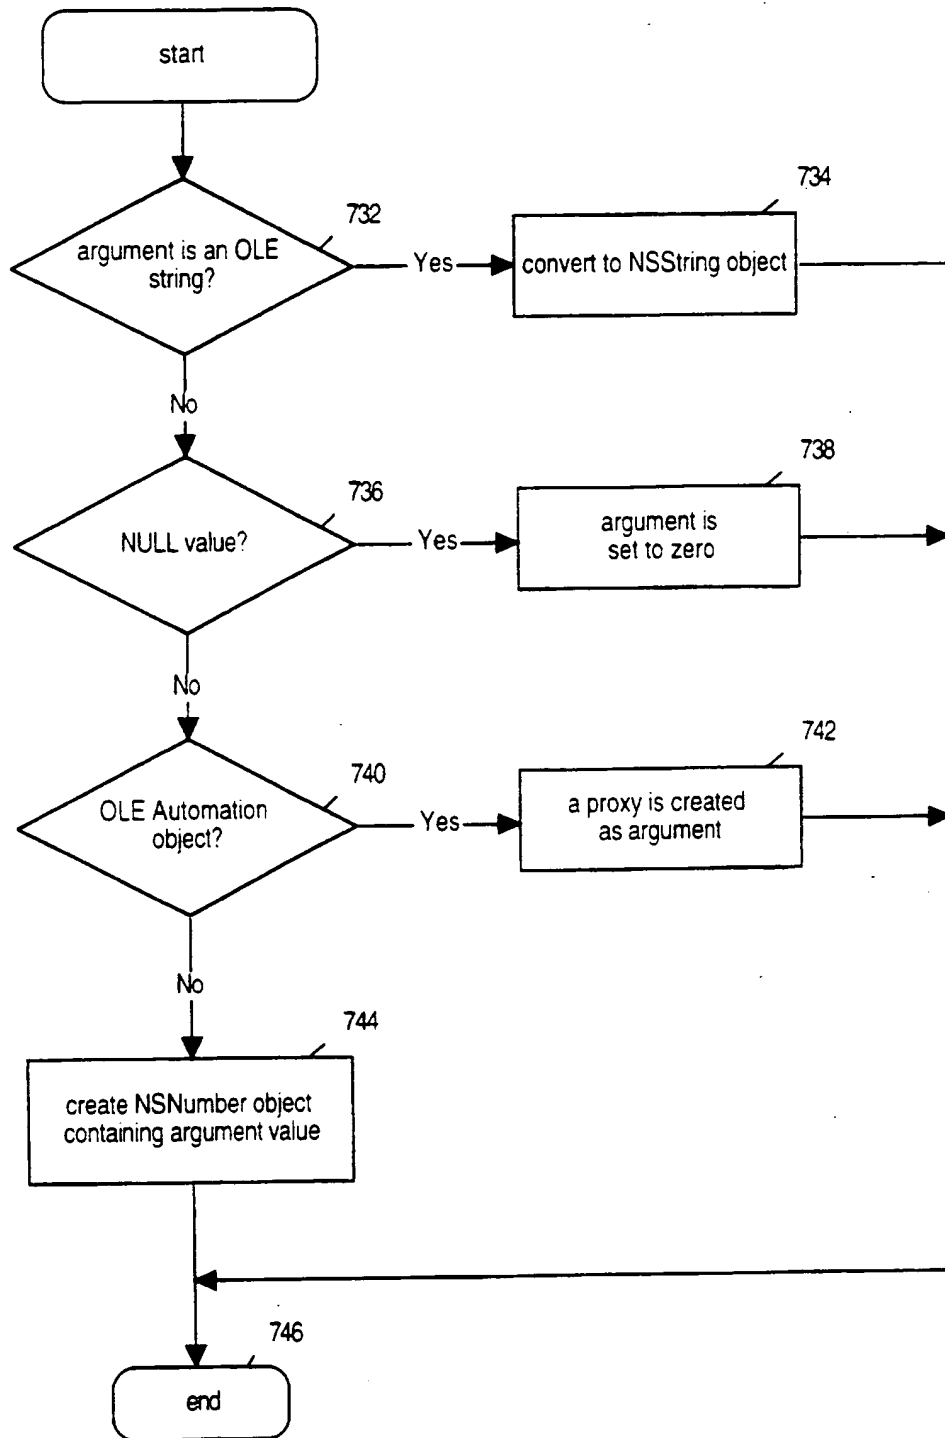 start
732
argument is an OLE
string?
Yes
734
convert to NSString object
No
736
NULL value?
Yes
738
argument is
set to zero
No
740
OLE Automation
object?
Yes
742
a proxy is created
as argument
No
744
create NSNumber object
containing argument value
746
end